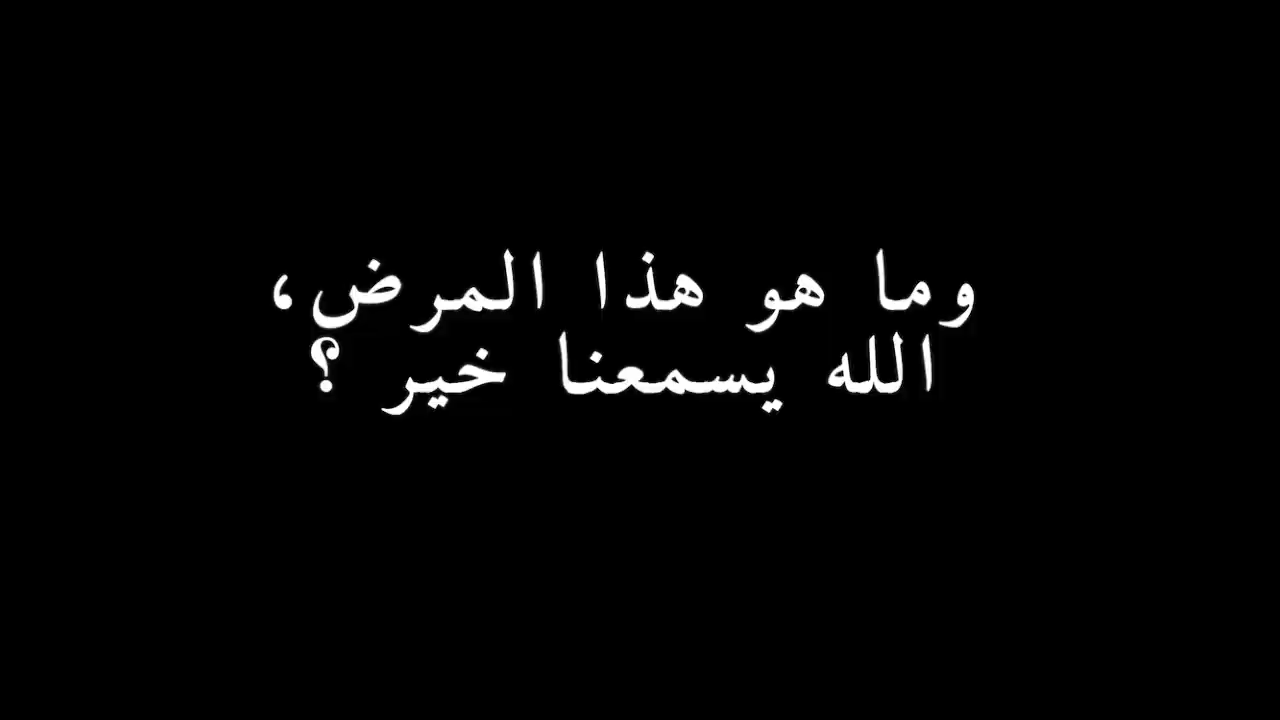 وما هو هذا المرض،
الله يسمعنا خير ؟